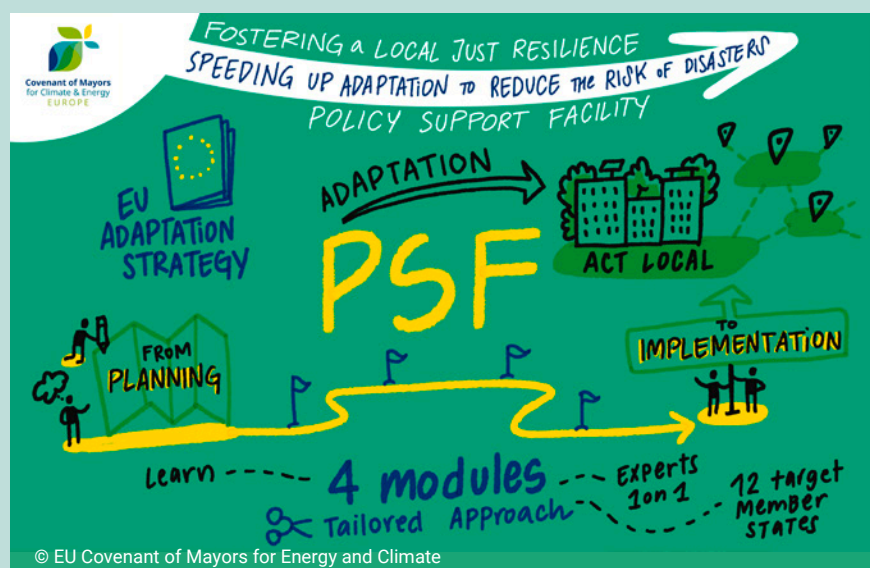 Covenant of Mayors
for Climate & Energy
EUROPE
FOSTERING a LOCAL JUST RESILIENCE
SPEEDING UP ADAPTATION TO REDUCE THE RISK OF DISASTERS
POLICY SUPPORT FACILITY
EU
ADAPTATION
STRATEGY
ADAPTATION
PSF
ACT LOCAL
FROM
PLANNING
TO
IMPLEMENTATION
Learn
4 modules
Tailored APPROACH
EXPERTS
1 on 1
12 target
MEMBER
STATES
© EU Covenant of Mayors for Energy and Climate